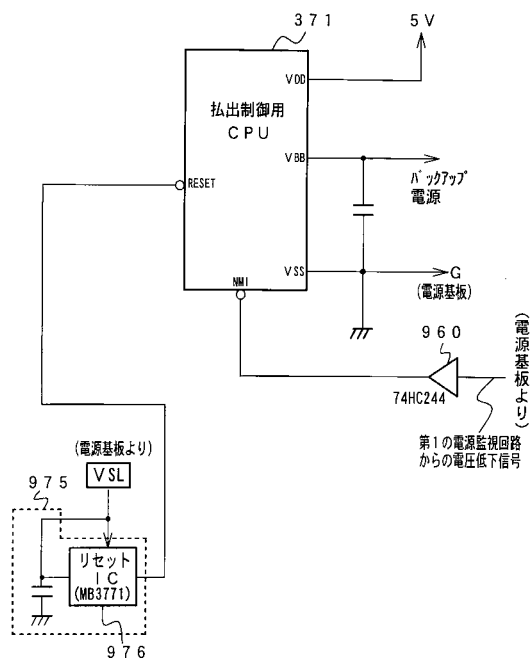 ３７１
５Ｖ
VDD
払出制御用
ＣＰＵ
VBB
RESET
バックアップ
電源
VSS
Ｇ
(電源基板)
NMI
９６０
(電源基板より)
74HC244
第１の電源監視回路
からの電圧低下信号
(電源基板より)
９７５
ＶSL
リセット
ＩＣ
(MB3771)
９７６